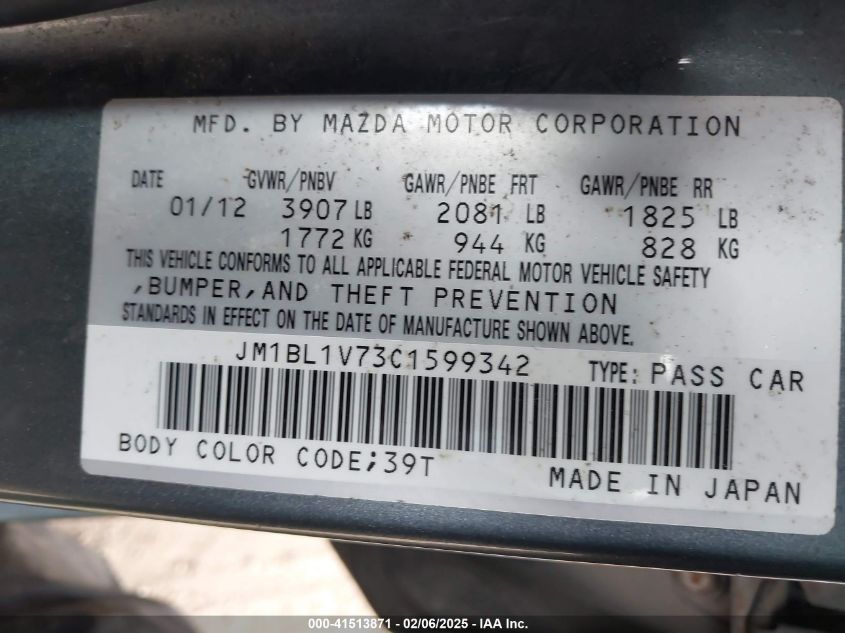 MFD. BY MAZDA MOTOR CORPORATION
DATE GVWR/PNBV GAWR/PNBE FRT GAWR/PNBE RR
01/12 3907 LB 2081 LB 1825 LB
1772 KG 944 KG 828 KG
THIS VEHICLE CONFORMS TO ALL APPLICABLE FEDERAL MOTOR VEHICLE SAFETY
,BUMPER,AND THEFT PREVENTION
STANDARDS IN EFFECT ON THE DATE OF MANUFACTURE SHOWN ABOVE.
JM1BL1V73C1599342 TYPE: PASS CAR
BODY COLOR CODE;39T MADE IN JAPAN
000-41513871 - 02/06/2025 - IAA Inc.